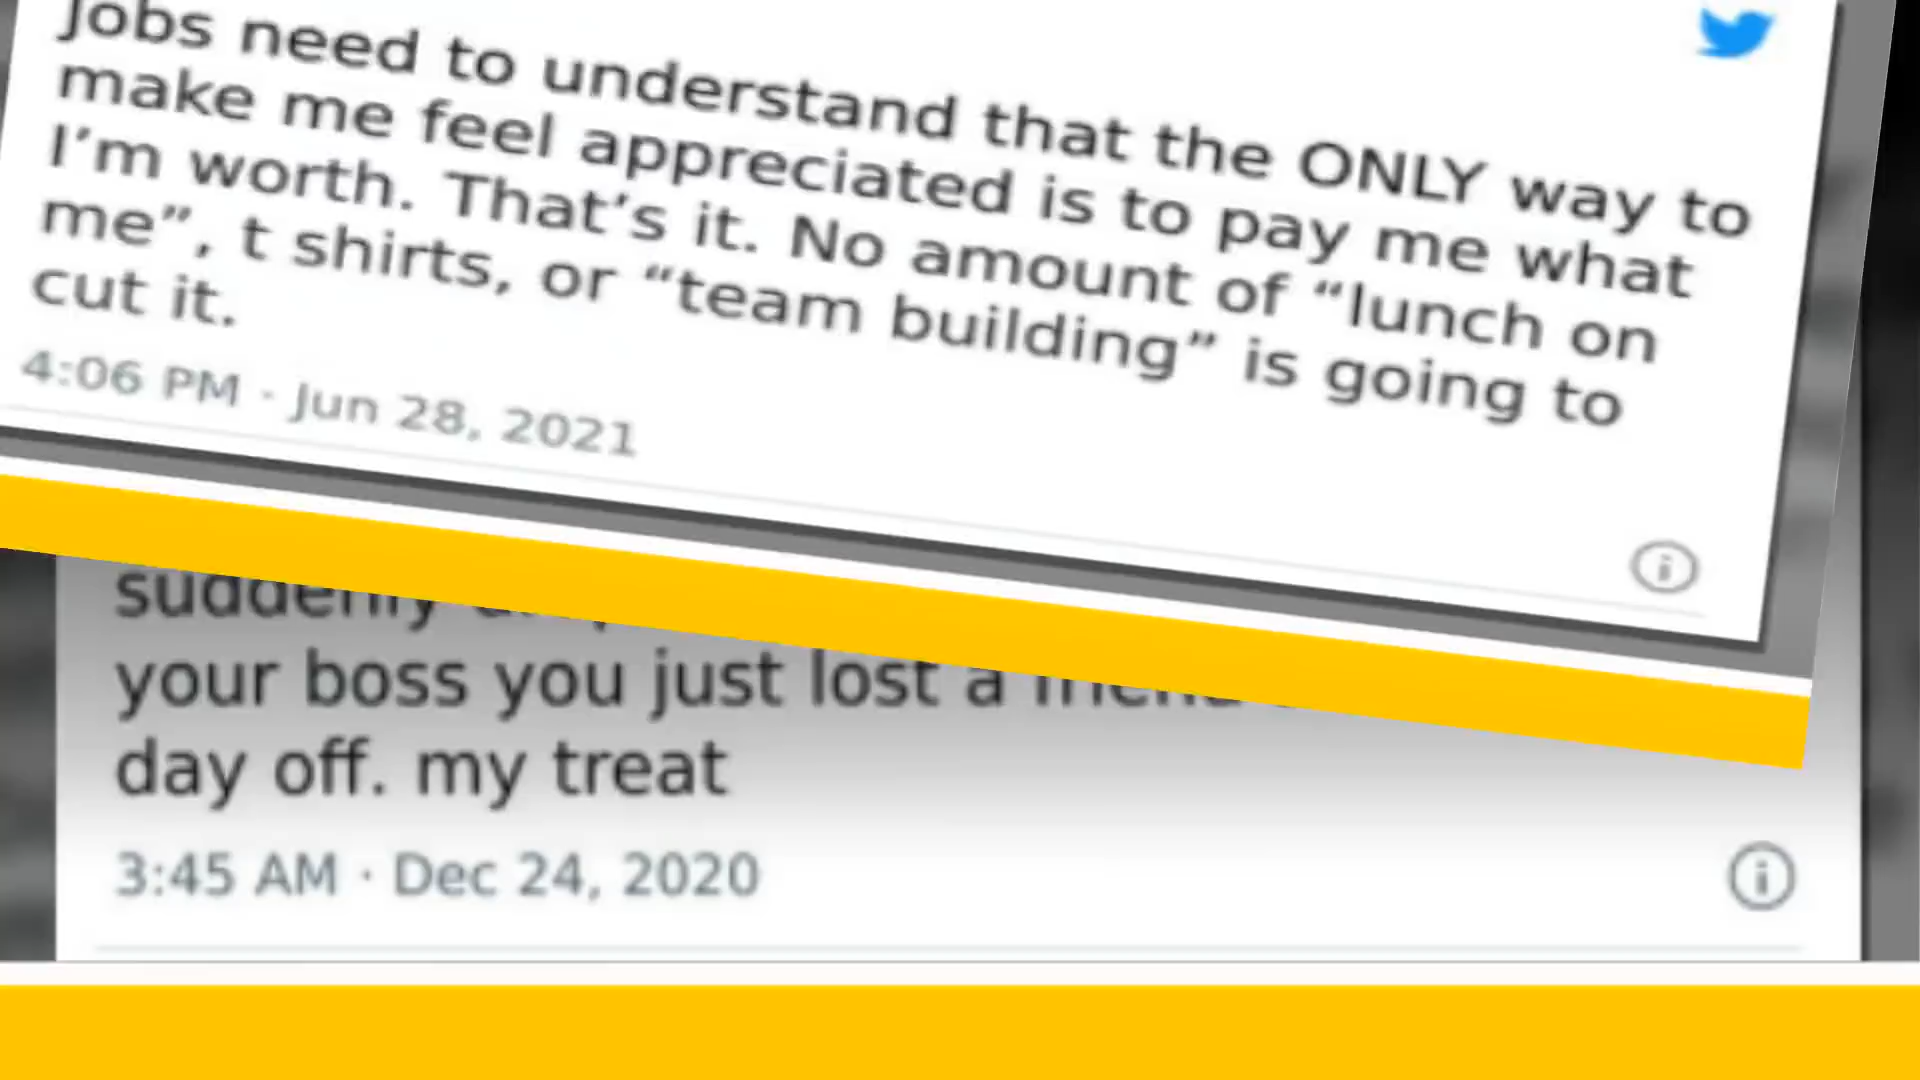 Jobs need to understand that the ONLY way to
make me feel appreciated is to pay me what
I’m worth. That’s it. No amount of “lunch on
me”, t shirts, or “team building” is going to
cut it.
4:06 PM · Jun 28, 2021
suddenly
your boss you just lost a friend
day off. my treat
3:45 AM · Dec 24, 2020